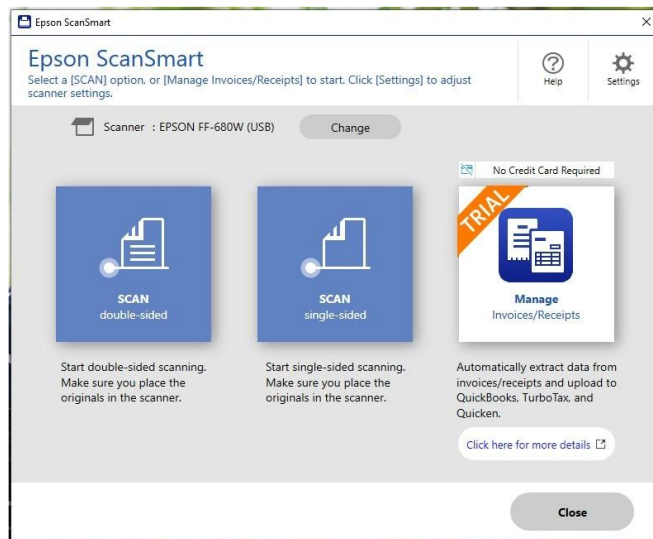 Epson ScanSmart
Epson ScanSmart
Select a [SCAN] option, or [Manage Invoices/Receipts] to start. Click [Settings] to adjust
scanner settings.
Help
Settings
Scanner : EPSON FF-680W (USB)
Change
No Credit Card Required
TRIAL
SCAN
double-sided
SCAN
single-sided
Manage
Invoices/Receipts
Start double-sided scanning.
Make sure you place the
originals in the scanner.
Start single-sided scanning.
Make sure you place the
originals in the scanner.
Automatically extract data from
invoices/receipts and upload to
QuickBooks, TurboTax, and
Quicken.
Click here for more details
Close